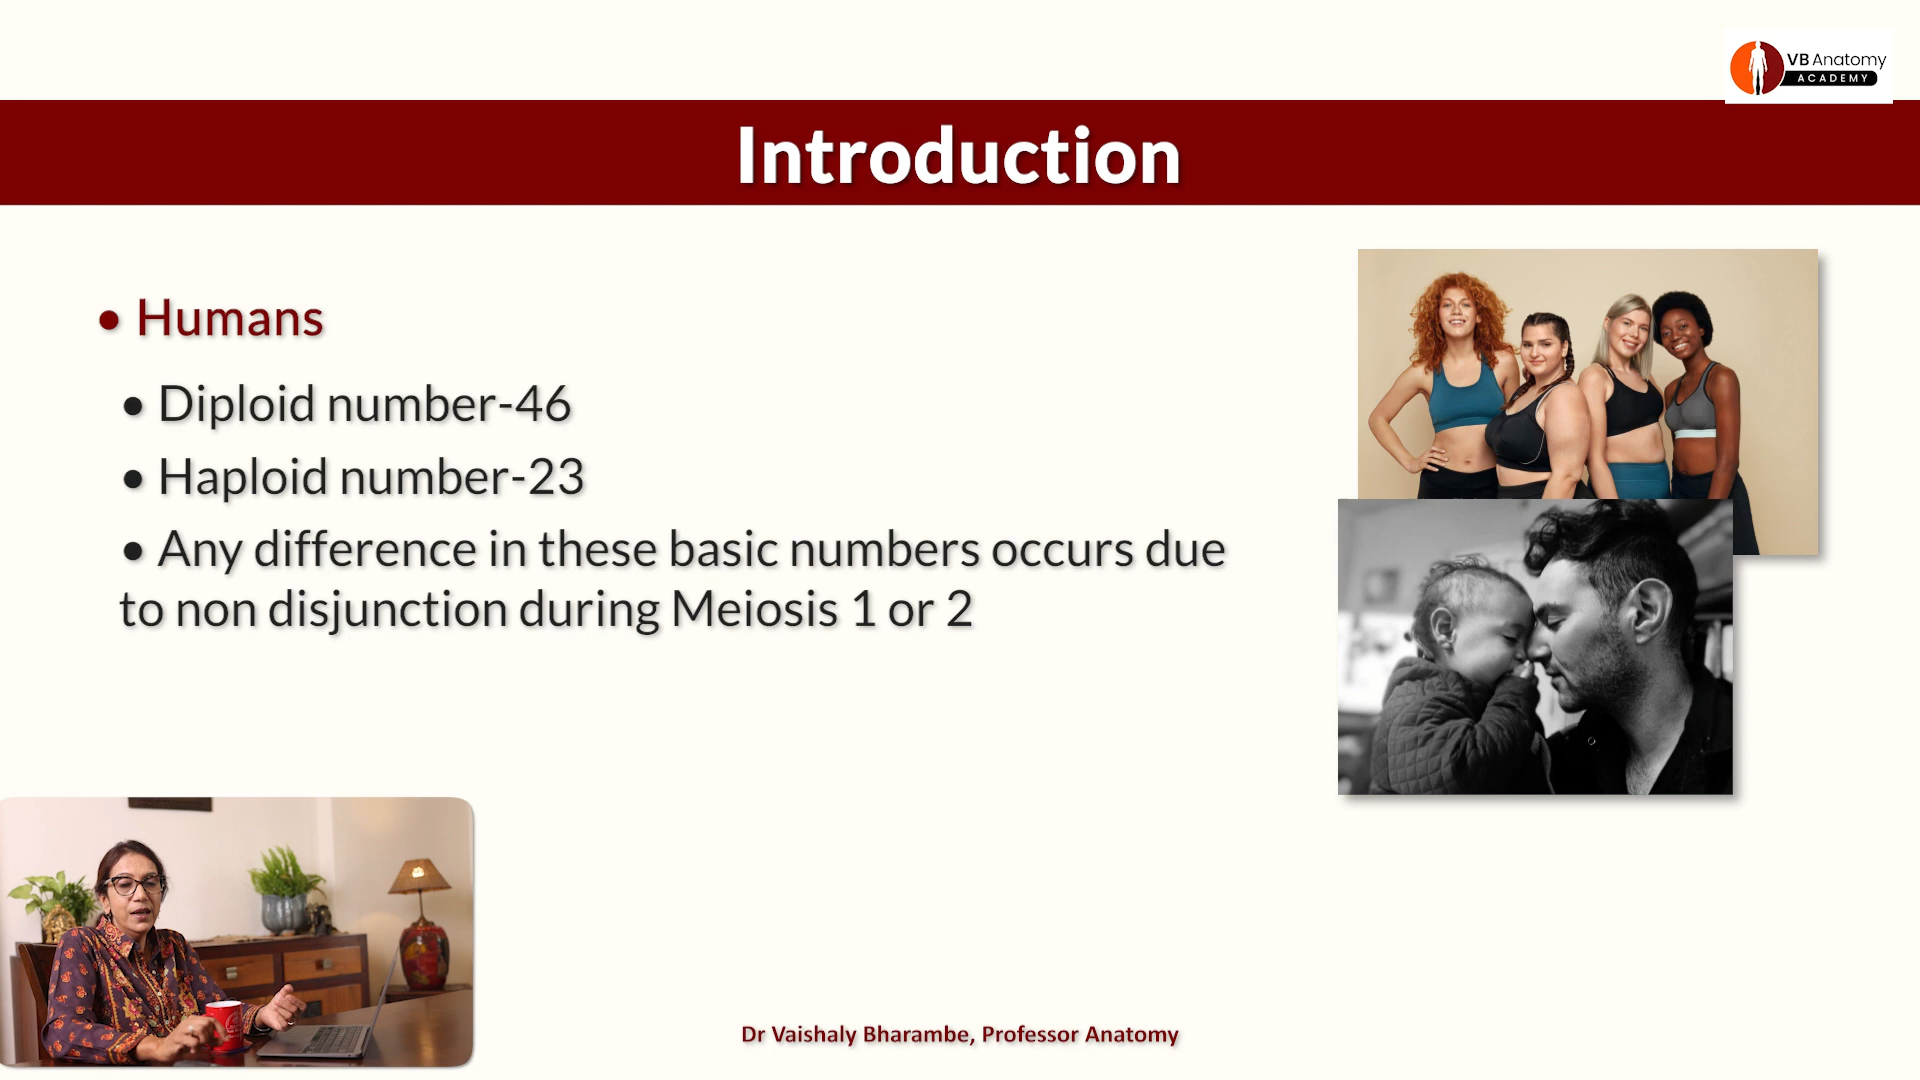 VB Anatomy
ACADEMY
Introduction
• Humans
• Diploid number-46
• Haploid number-23
• Any difference in these basic numbers occurs due
to non disjunction during Meiosis 1 or 2
Dr Vaishaly Bharambe, Professor Anatomy